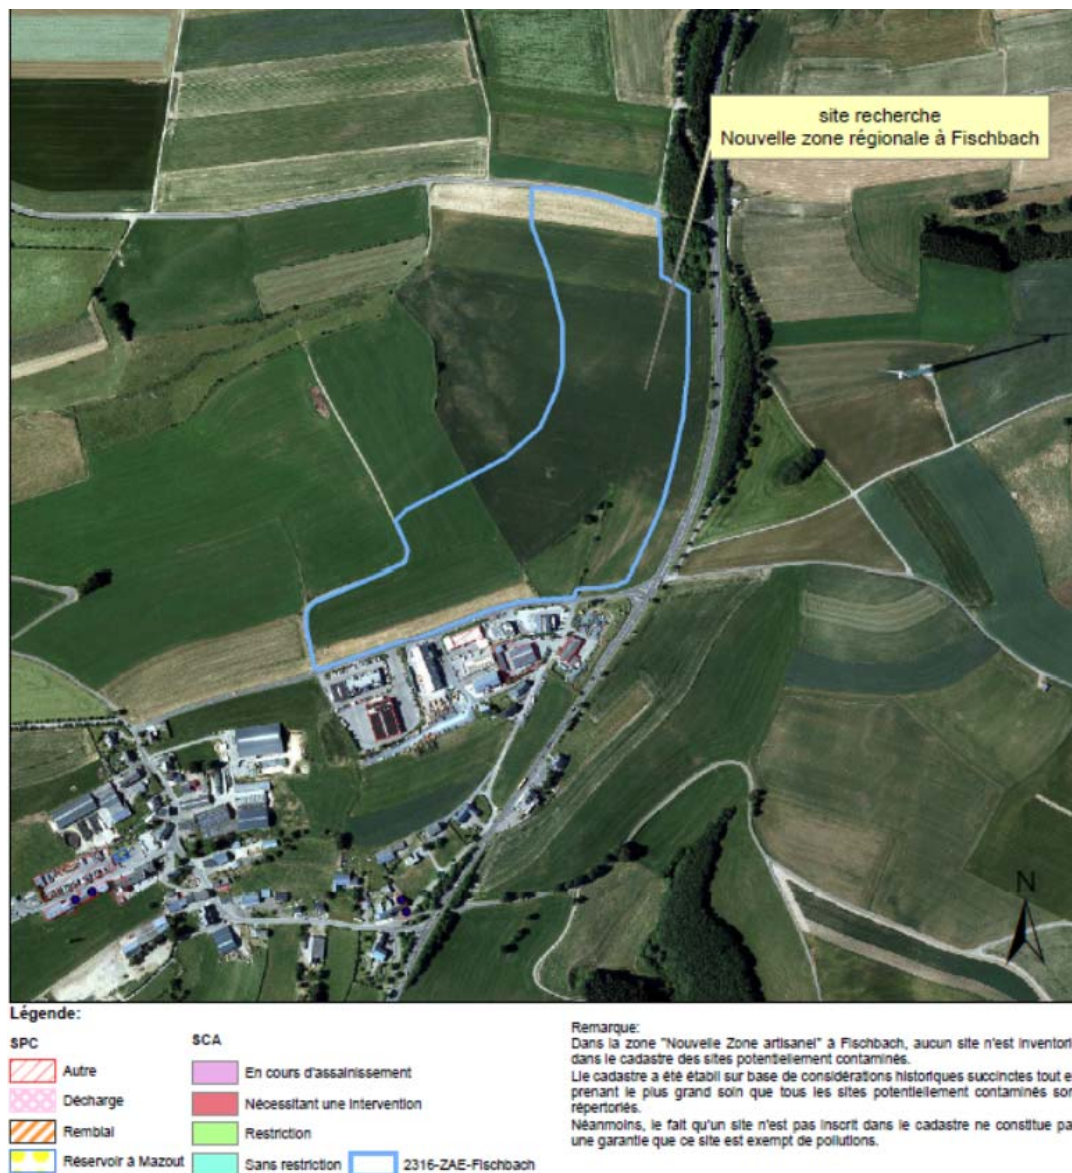 site recherche
Nouvelle zone régionale à Fischbach
N
Légende:
SPC
Autre
Décharge
Remblai
Réservoir à Mazout
SCA
En cours d'assainissement
Nécessitant une intervention
Restriction
Sans restriction
2316-ZAE-Fischbach
Remarque:
Dans la zone "Nouvelle Zone artisanel" à Fischbach, aucun site n'est inventori
dans le cadastre des sites potentiellement contaminés.
Lle cadastre a été établi sur base de considérations historiques succinctes tout e
prenant le plus grand soin que tous les sites potentiellement contaminés son
répertoriés.
Néanmoins, le fait qu'un site n'est pas inscrit dans le cadastre ne constitue pa
une garantie que ce site est exempt de pollutions.